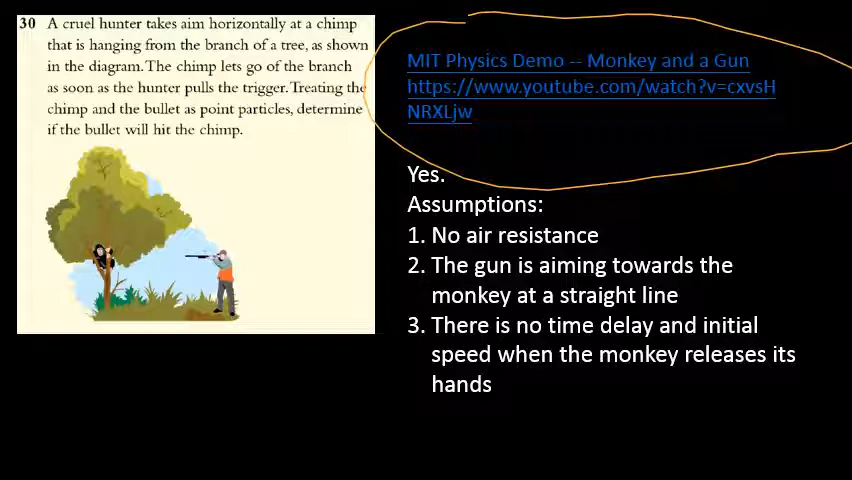 30 A cruel hunter takes aim horizontally at a chimp
that is hanging from the branch of a tree, as shown
in the diagram. The chimp lets go of the branch
as soon as the hunter pulls the trigger. Treating the
chimp and the bullet as point particles, determine
if the bullet will hit the chimp.
MIT Physics Demo -- Monkey and a Gun
https://www.youtube.com/watch?v=cxvsH
NRXLjw
Yes.
Assumptions:
1. No air resistance
2. The gun is aiming towards the
monkey at a straight line
3. There is no time delay and initial
speed when the monkey releases its
hands